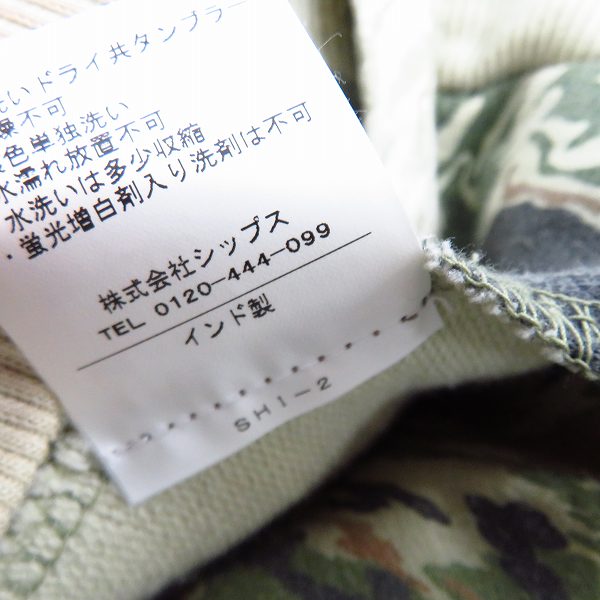 いドライ共タンブラー
不可
色単独洗い
水濡れ放置不可
水洗いは多少収縮
・蛍光増白剤入り洗剤は不可
株式会社シップス
TEL 0120-444-099
インド製
SHI-2